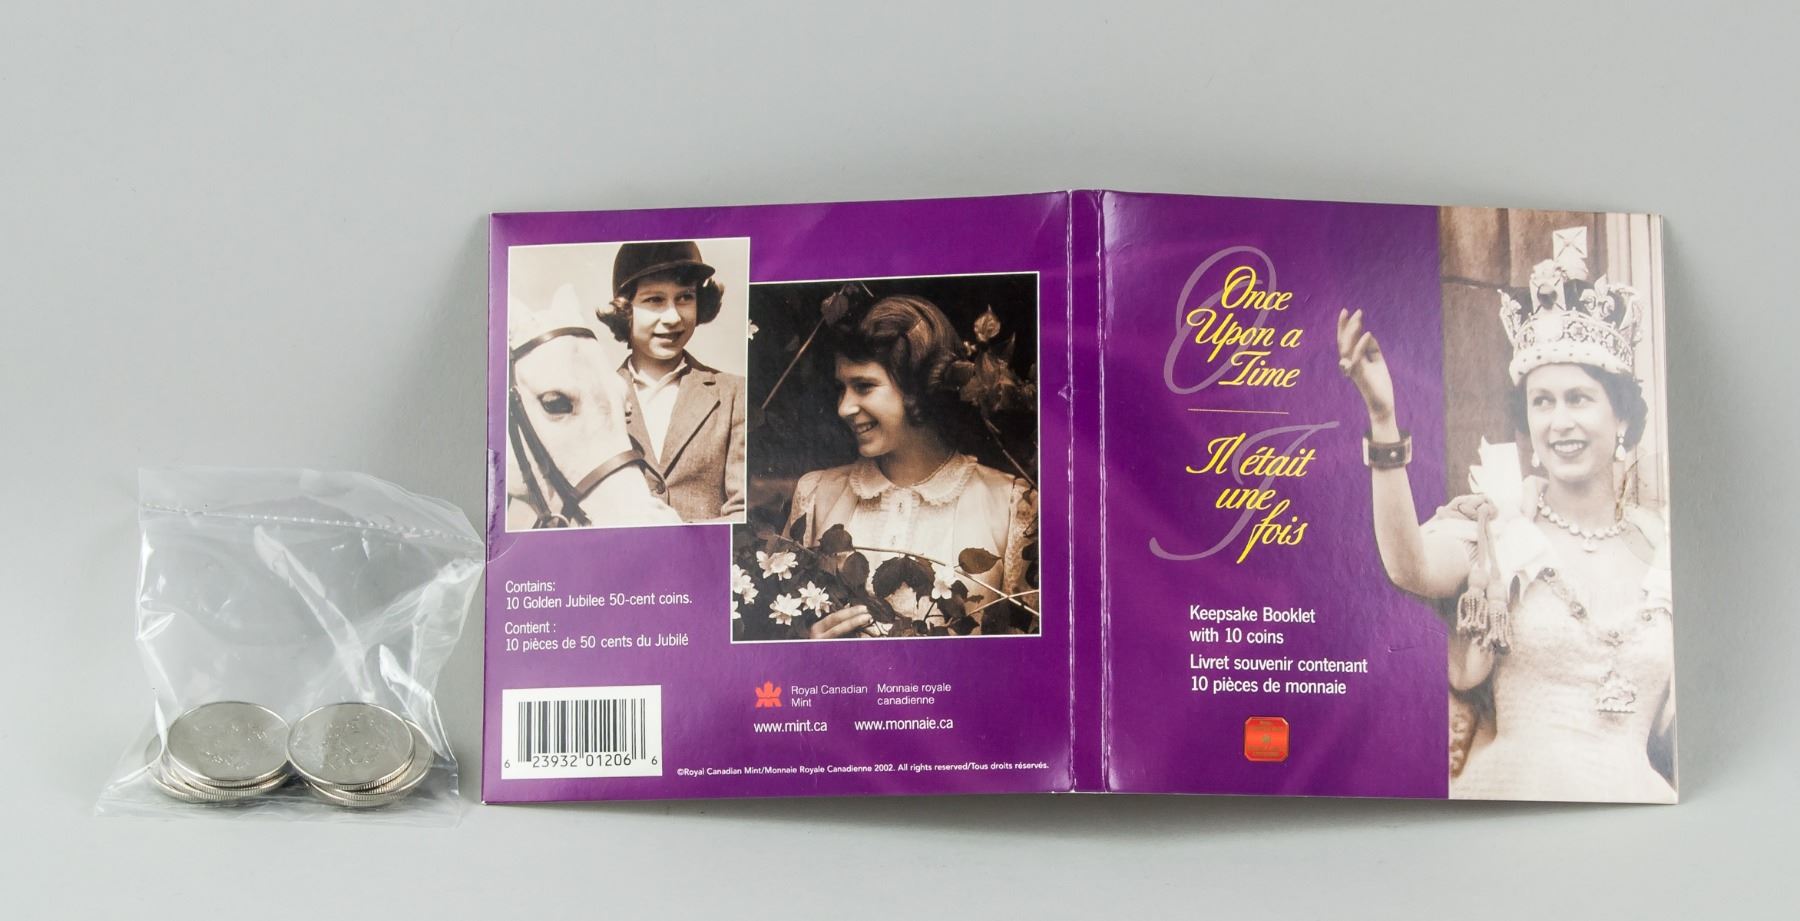 Contains:
10 Golden Jubilee 50-cent coins.
Contient :
10 pièces de 50 cents du Jubilé
6 23932 01206 6
Royal Canadian Mint
Monnaie royale canadienne
www.mint.ca www.monnaie.ca
©Royal Canadian Mint/Monnaie Royale Canadienne 2002. All rights reserved/Tous droits réservés.
Once
Upon a
Time
Il était
une
fois
Keepsake Booklet
with 10 coins
Livret souvenir contenant
10 pièces de monnaie